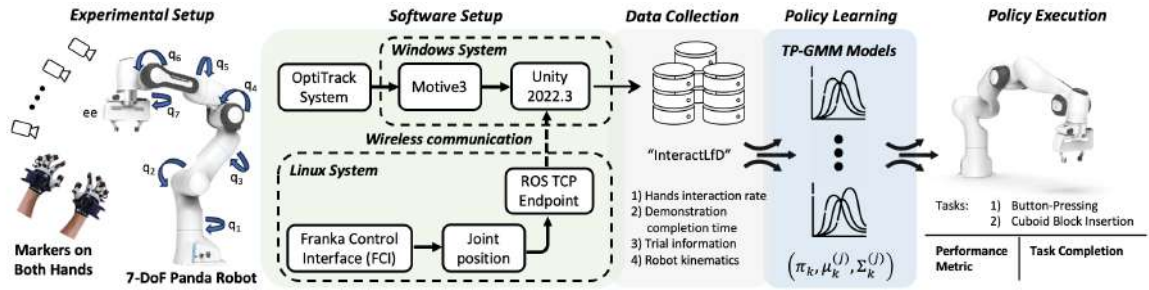 Experimental Setup
q6
q5
q4
ee
q7
q2
q3
q1
Markers on
Both Hands
7-DoF Panda Robot
Software Setup
Windows System
OptiTrack
System
Motive3
Unity
2022.3
Wireless communication
Linux System
ROS TCP
Endpoint
Franka Control
Interface (FCI)
Joint
position
Data Collection
"InteractLfD"
1) Hands interaction rate
2) Demonstration
completion time
3) Trial information
4) Robot kinematics
Policy Learning
TP-GMM Models
(π_k, μ_k^(j), Σ_k^(j))
Policy Execution
Tasks: 1) Button-Pressing
2) Cuboid Block Insertion
Performance
Metric
Task Completion